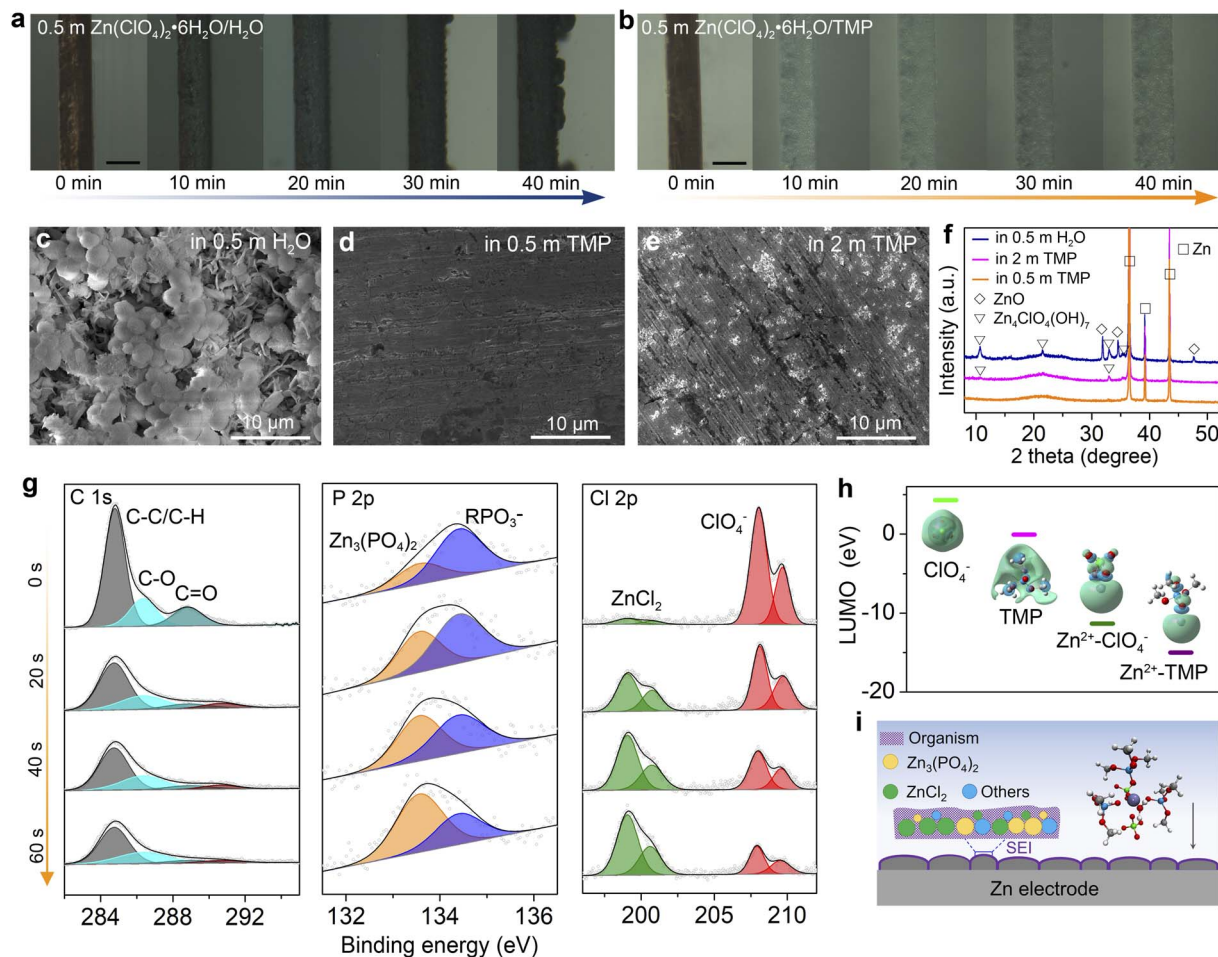 a
0.5 m Zn(ClO₄)₂•6H₂O/H₂O
0 min
10 min
20 min
30 min
40 min
b
0.5 m Zn(ClO₄)₂•6H₂O/TMP
0 min
10 min
20 min
30 min
40 min
c
in 0.5 m H₂O
10 μm
d
in 0.5 m TMP
10 μm
e
in 2 m TMP
10 μm
f
in 0.5 m H₂O
in 2 m TMP
in 0.5 m TMP
ZnO
Zn₄ClO₄(OH)₇
Zn
Intensity (a.u.)
10 20 30 40 50
2 theta (degree)
g
0 s
20 s
40 s
60 s
C 1s
C-C/C-H
C-O
C=O
284 288 292
P 2p
Zn₃(PO₄)₂
RPO₃⁻
132 134 136
Cl 2p
ClO₄⁻
ZnCl₂
200 205 210
Binding energy (eV)
h
LUMO (eV)
0
-10
-20
ClO₄⁻
TMP
Zn²⁺-ClO₄⁻
Zn²⁺-TMP
i
Organism
Zn₃(PO₄)₂
ZnCl₂
Others
SEI
Zn electrode